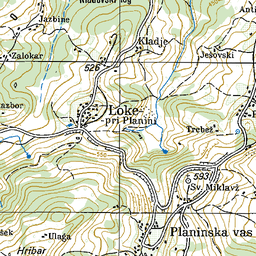 Jazbine
Kladje
Zalokar
Ješovski
526
Loke
pri Planini
Trebež
593
Sv. Miklavž
Planinska vas
Ulaga
Hribar